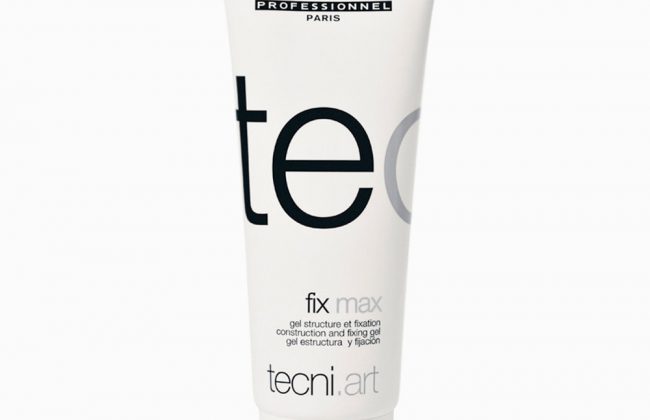 PROFESSIONNEL
PARIS
tec
fix max
gel structure et fixation
construction and fixing gel
gel estructura y fijación
tecni.art